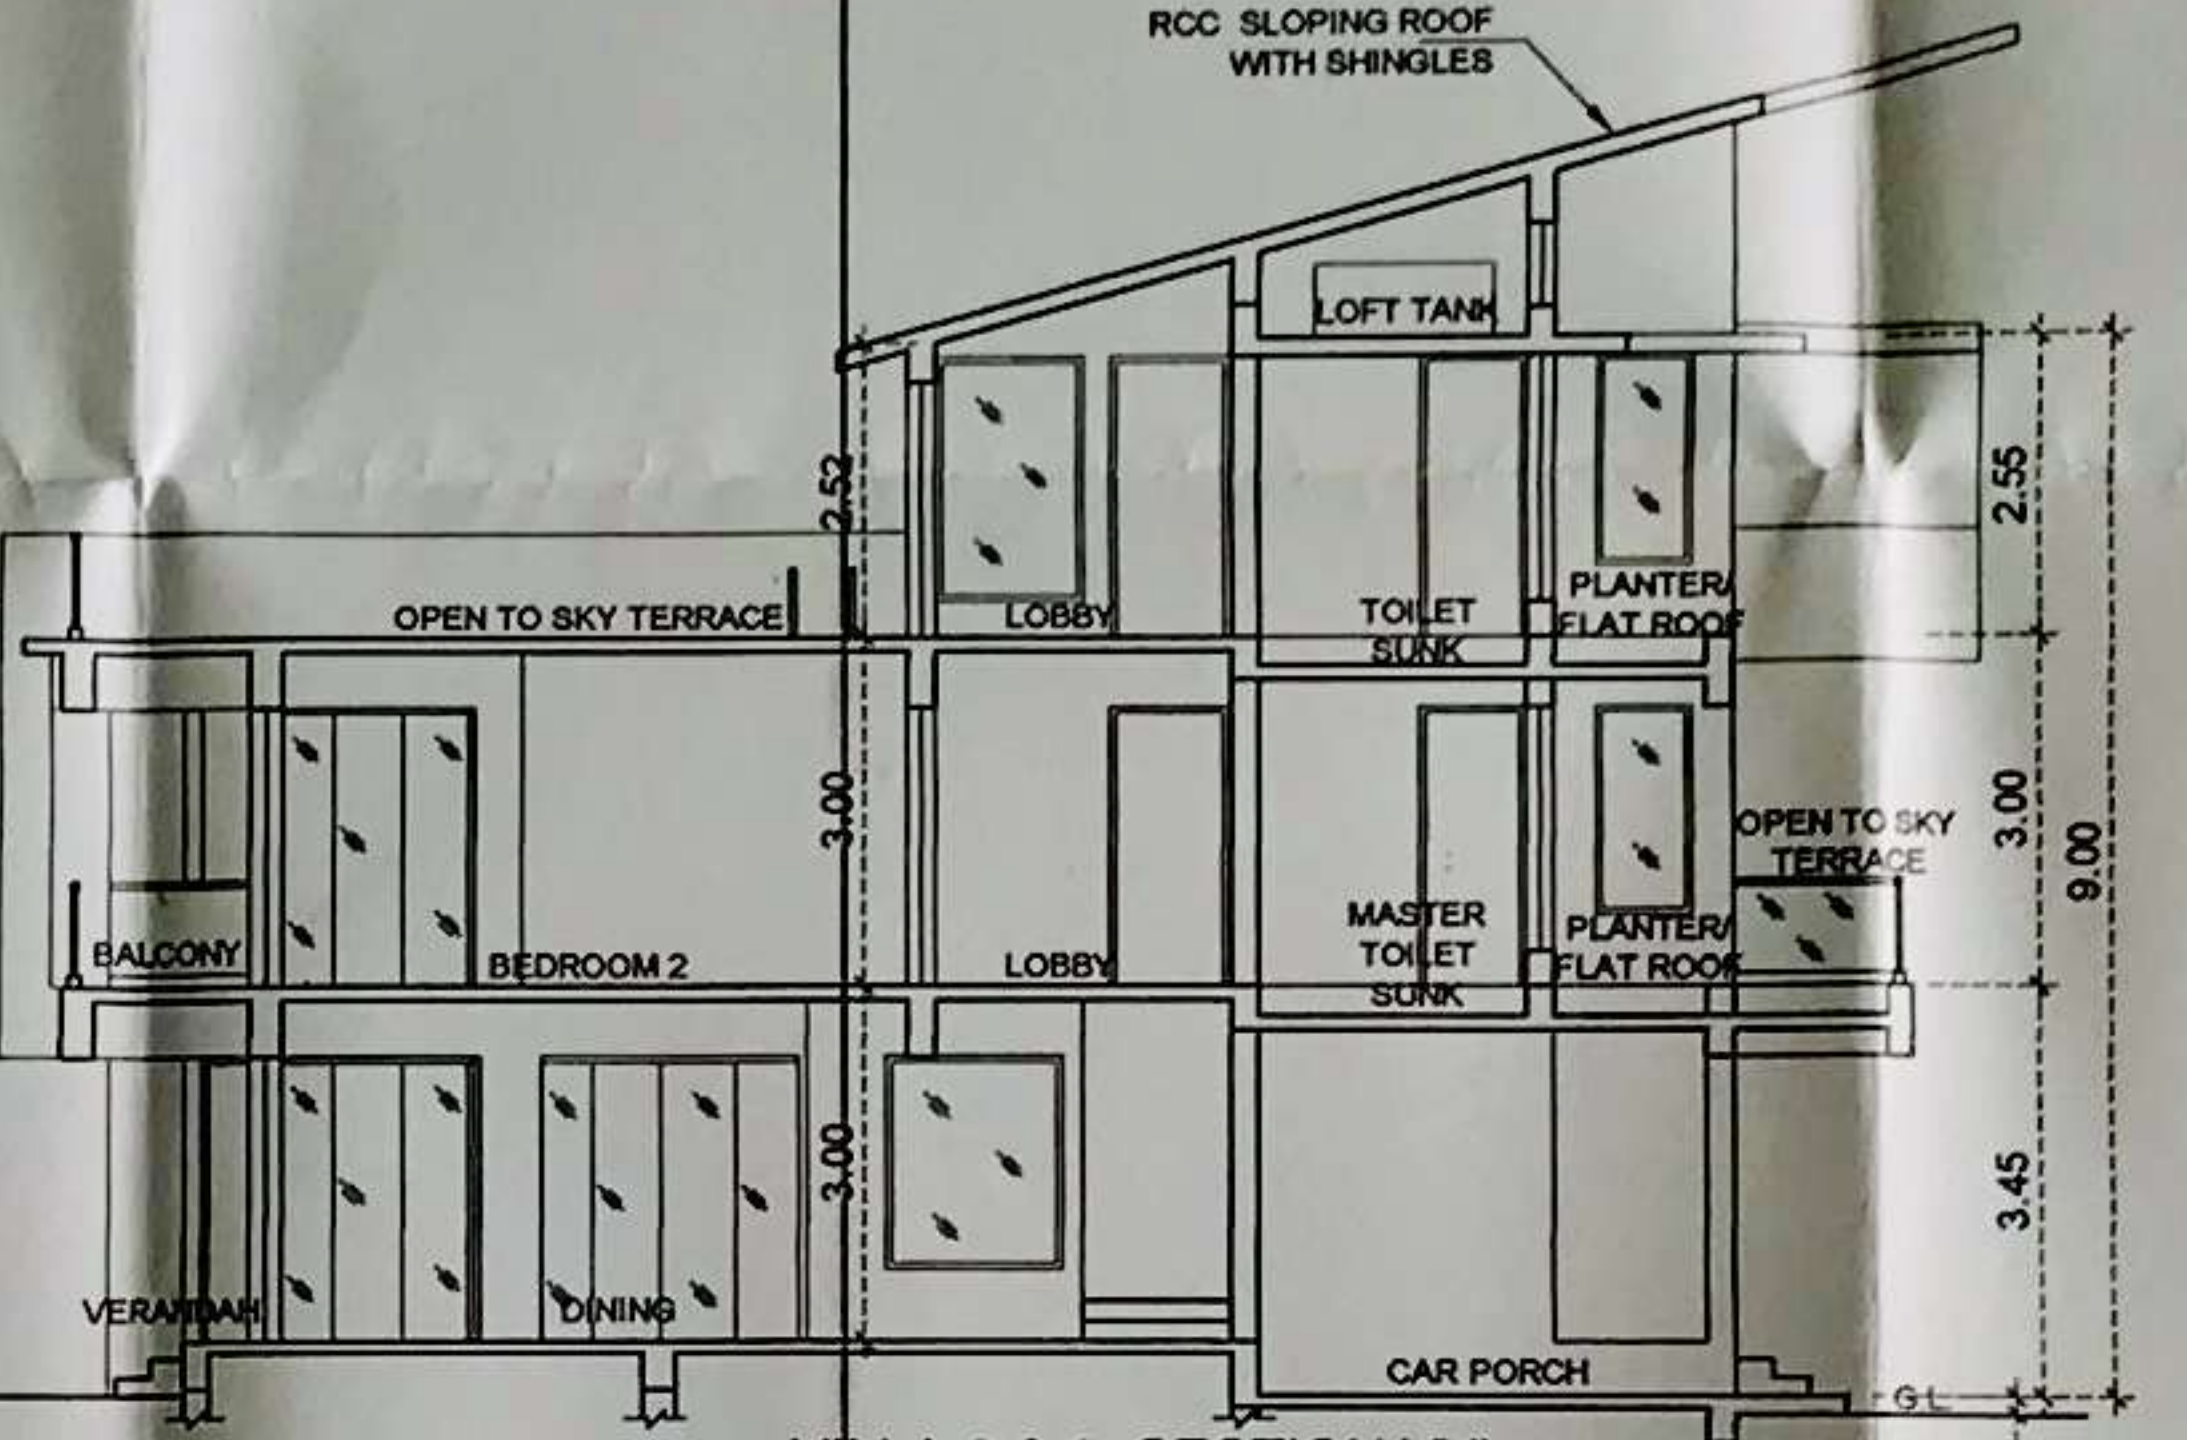 RCC SLOPING ROOF
WITH SHINGLES
LOFT TANK
2.52
2.55
OPEN TO SKY TERRACE
LOBBY
TOILET
SUNK
PLANTER/
FLAT ROOF
3.00
3.00
9.00
OPEN TO SKY
TERRACE
BALCONY
BEDROOM 2
LOBBY
MASTER
TOILET
SUNK
PLANTER/
FLAT ROOF
3.00
3.45
VERANDAH
DINING
CAR PORCH
G L